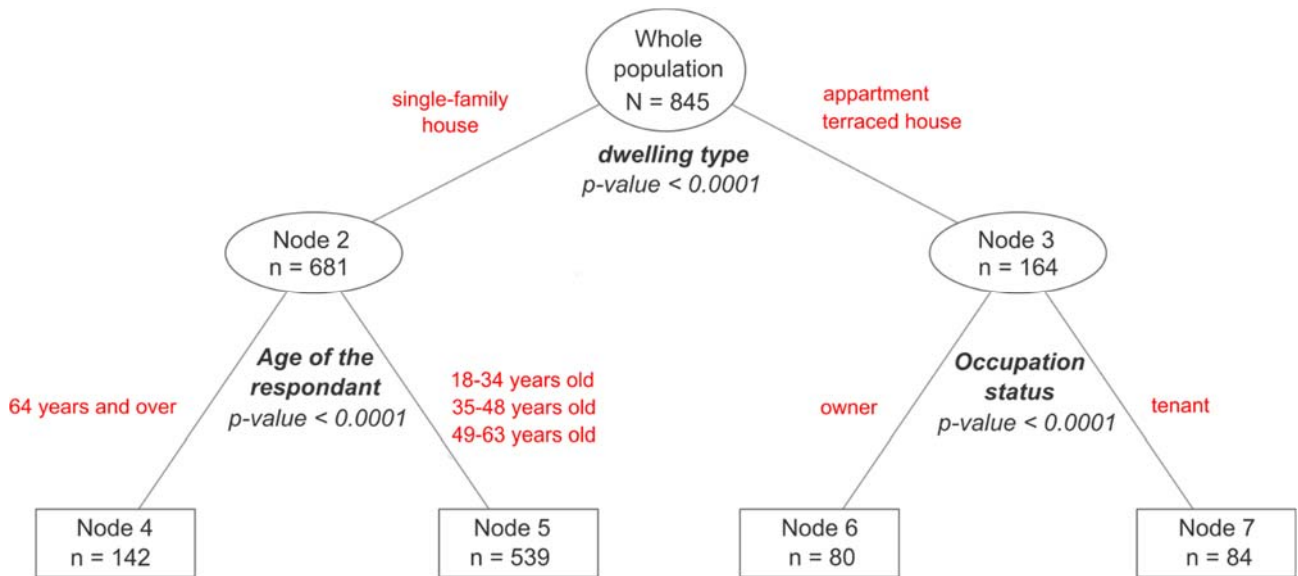 Whole
population
N = 845
single-family
house
appartment
terraced house
dwelling type
p-value < 0.0001
Node 2
n = 681
Node 3
n = 164
Age of the
respondant
p-value < 0.0001
64 years and over
18-34 years old
35-48 years old
49-63 years old
Occupation
status
p-value < 0.0001
owner
tenant
Node 4
n = 142
Node 5
n = 539
Node 6
n = 80
Node 7
n = 84